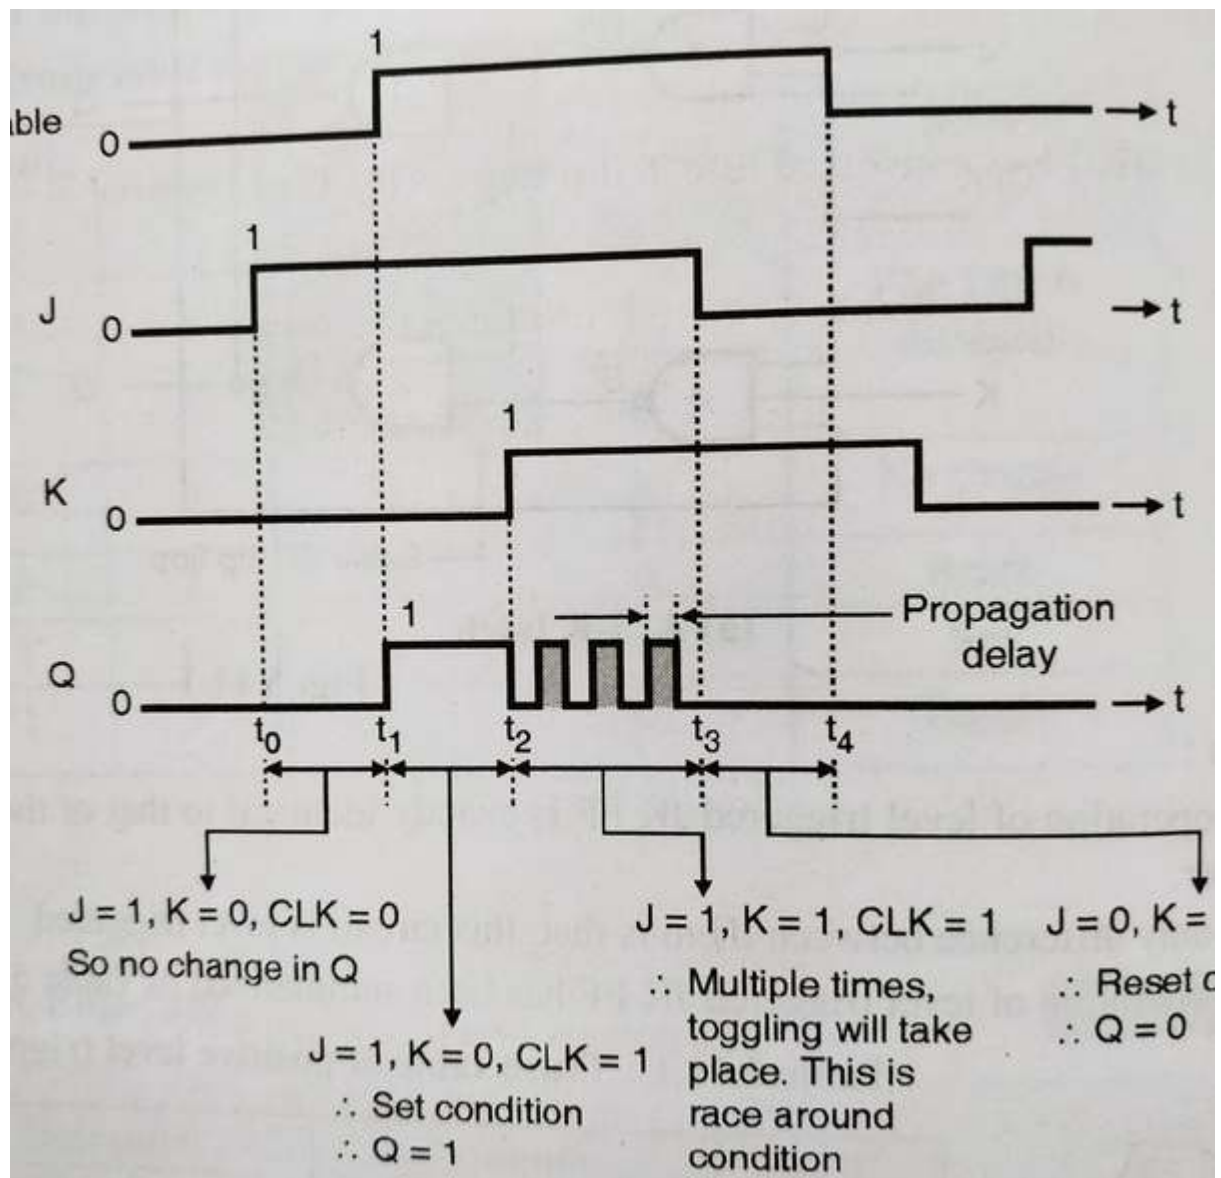 1
able
0
t
1
J
0
t
1
K
0
t
1
Propagation
delay
Q
0
t
t0 t1 t2 t3 t4
J = 1, K = 0, CLK = 0
So no change in Q
J = 1, K = 0, CLK = 1
∴ Set condition
∴ Q = 1
J = 1, K = 1, CLK = 1
∴ Multiple times,
toggling will take
place. This is
race around
condition
J = 0, K =
∴ Reset
∴ Q = 0